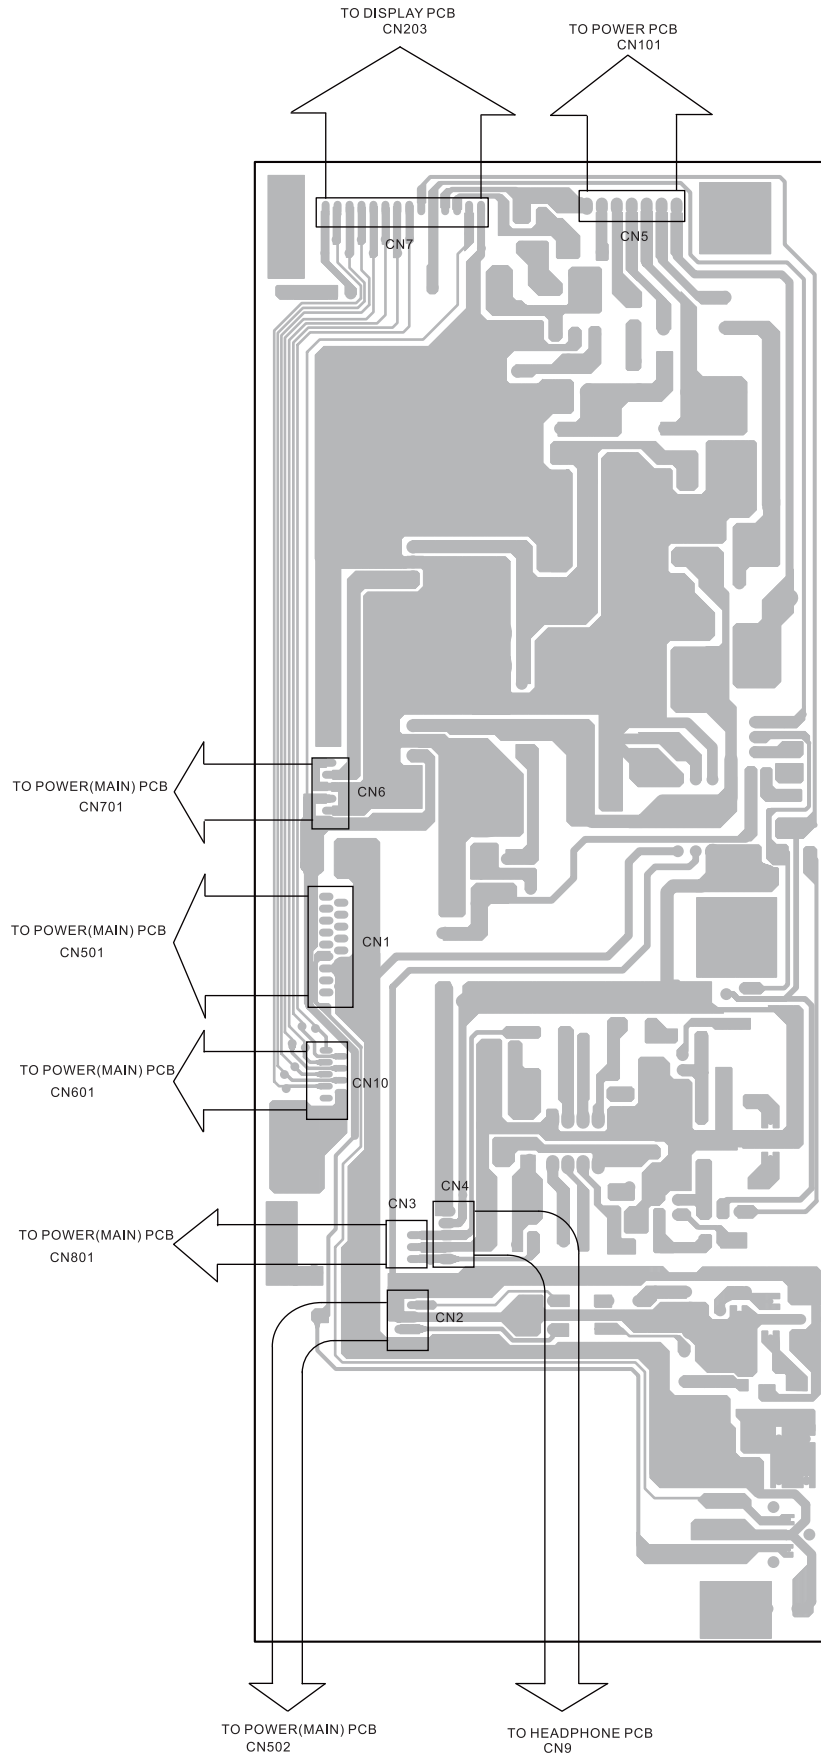 TO DISPLAY PCB
CN203
TO POWER PCB
CN101
CN7
CN5
TO POWER(MAIN) PCB
CN701
CN6
TO POWER(MAIN) PCB
CN501
CN1
TO POWER(MAIN) PCB
CN601
CN10
CN4
CN3
TO POWER(MAIN) PCB
CN801
CN2
TO POWER(MAIN) PCB
CN502
TO HEADPHONE PCB
CN9